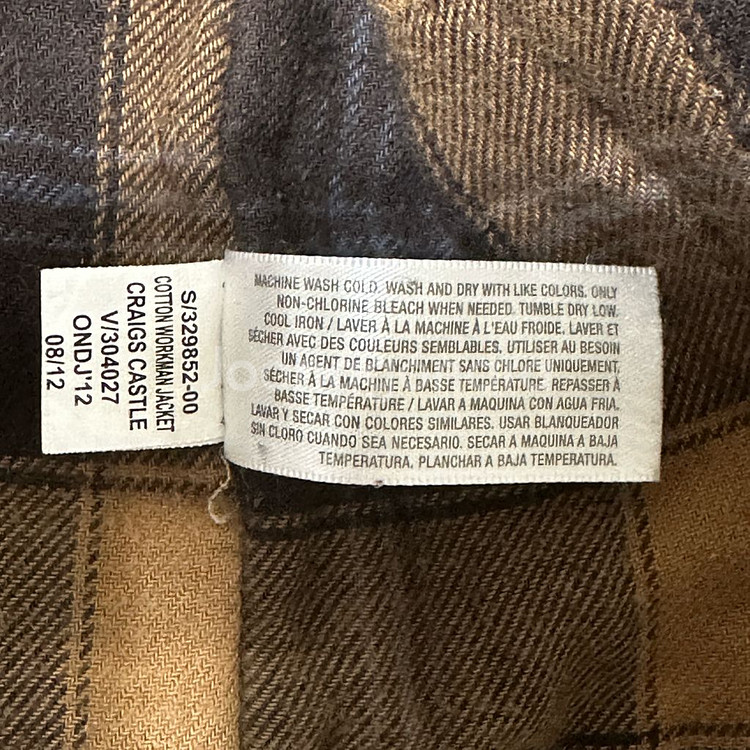 S/329852-00
COTTON WORKMAN JACKET
CRAIGS CASTLE
V/304027
ONDJ'12
08/12
MACHINE WASH COLD, WASH AND DRY WITH LIKE COLORS. ONLY
NON-CHLORINE BLEACH WHEN NEEDED. TUMBLE DRY LOW.
COOL IRON / LAVER À LA MACHINE À L'EAU FROIDE. LAVER ET
SÉCHER AVEC DES COULEURS SEMBLABLES. UTILISER AU BESOIN
UN AGENT DE BLANCHIMENT SANS CHLORE UNIQUEMENT.
SÉCHER À LA MACHINE À BASSE TEMPÉRATURE. REPASSER À
BASSE TEMPÉRATURE / LAVAR A MAQUINA CON AGUA FRIA.
LAVAR Y SECAR CON COLORES SIMILARES. USAR BLANQUEADOR
SIN CLORO CUANDO SEA NECESARIO. SECAR A MAQUINA A BAJA
TEMPERATURA. PLANCHAR A BAJA TEMPERATURA.